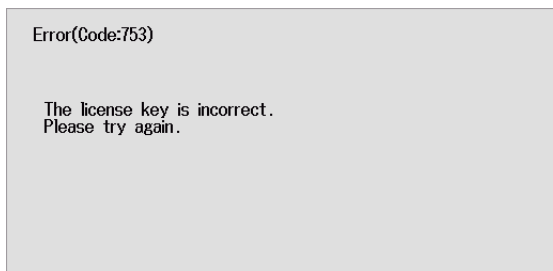 Error(Code:753)
The license key is incorrect.
Please try again.